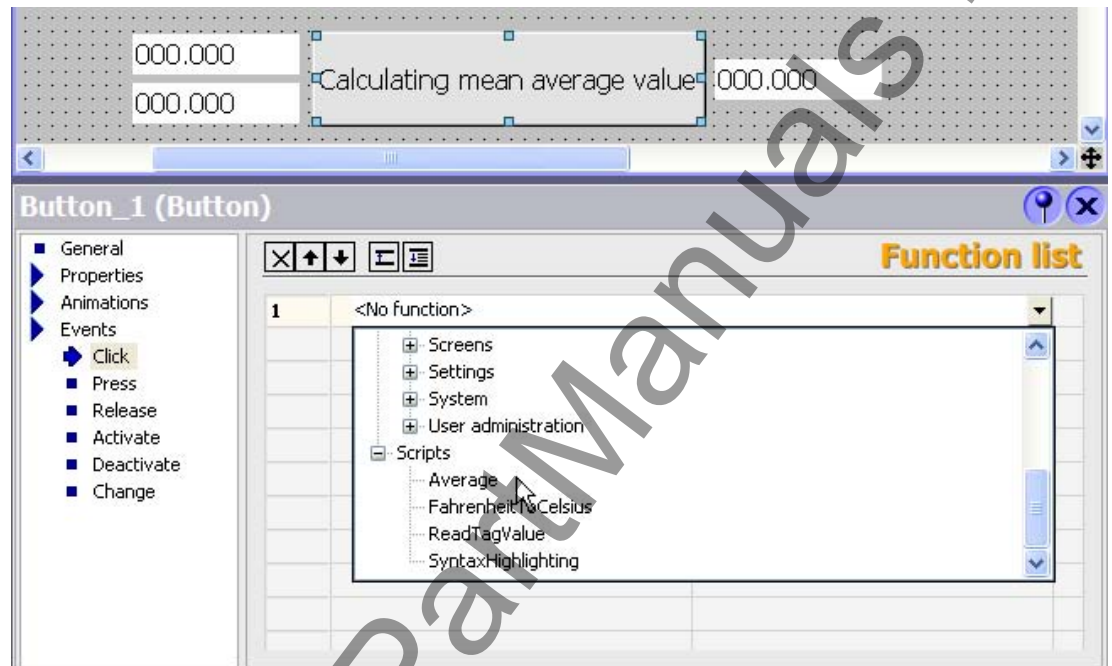 000.000
000.000
Calculating mean average value
000.000
Button_1 (Button)
General
Properties
Animations
Events
Click
Press
Release
Activate
Deactivate
Change
Function list
1 <No function>
Screens
Settings
System
User administration
Scripts
Average
FahrenheitToCelsius
ReadTagValue
SyntaxHighlighting
PartManuals